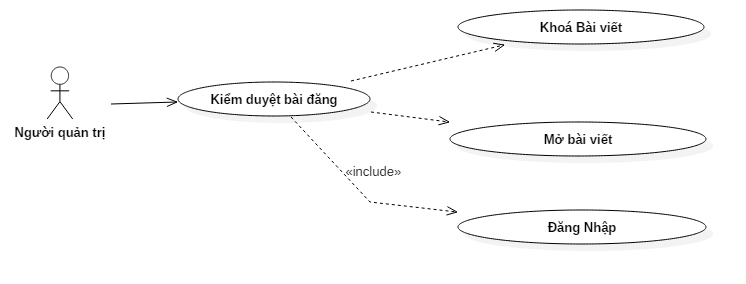 Khoá Bài viết
Kiểm duyệt bài đăng
Người quản trị
Mở bài viết
«include»
Đăng Nhập